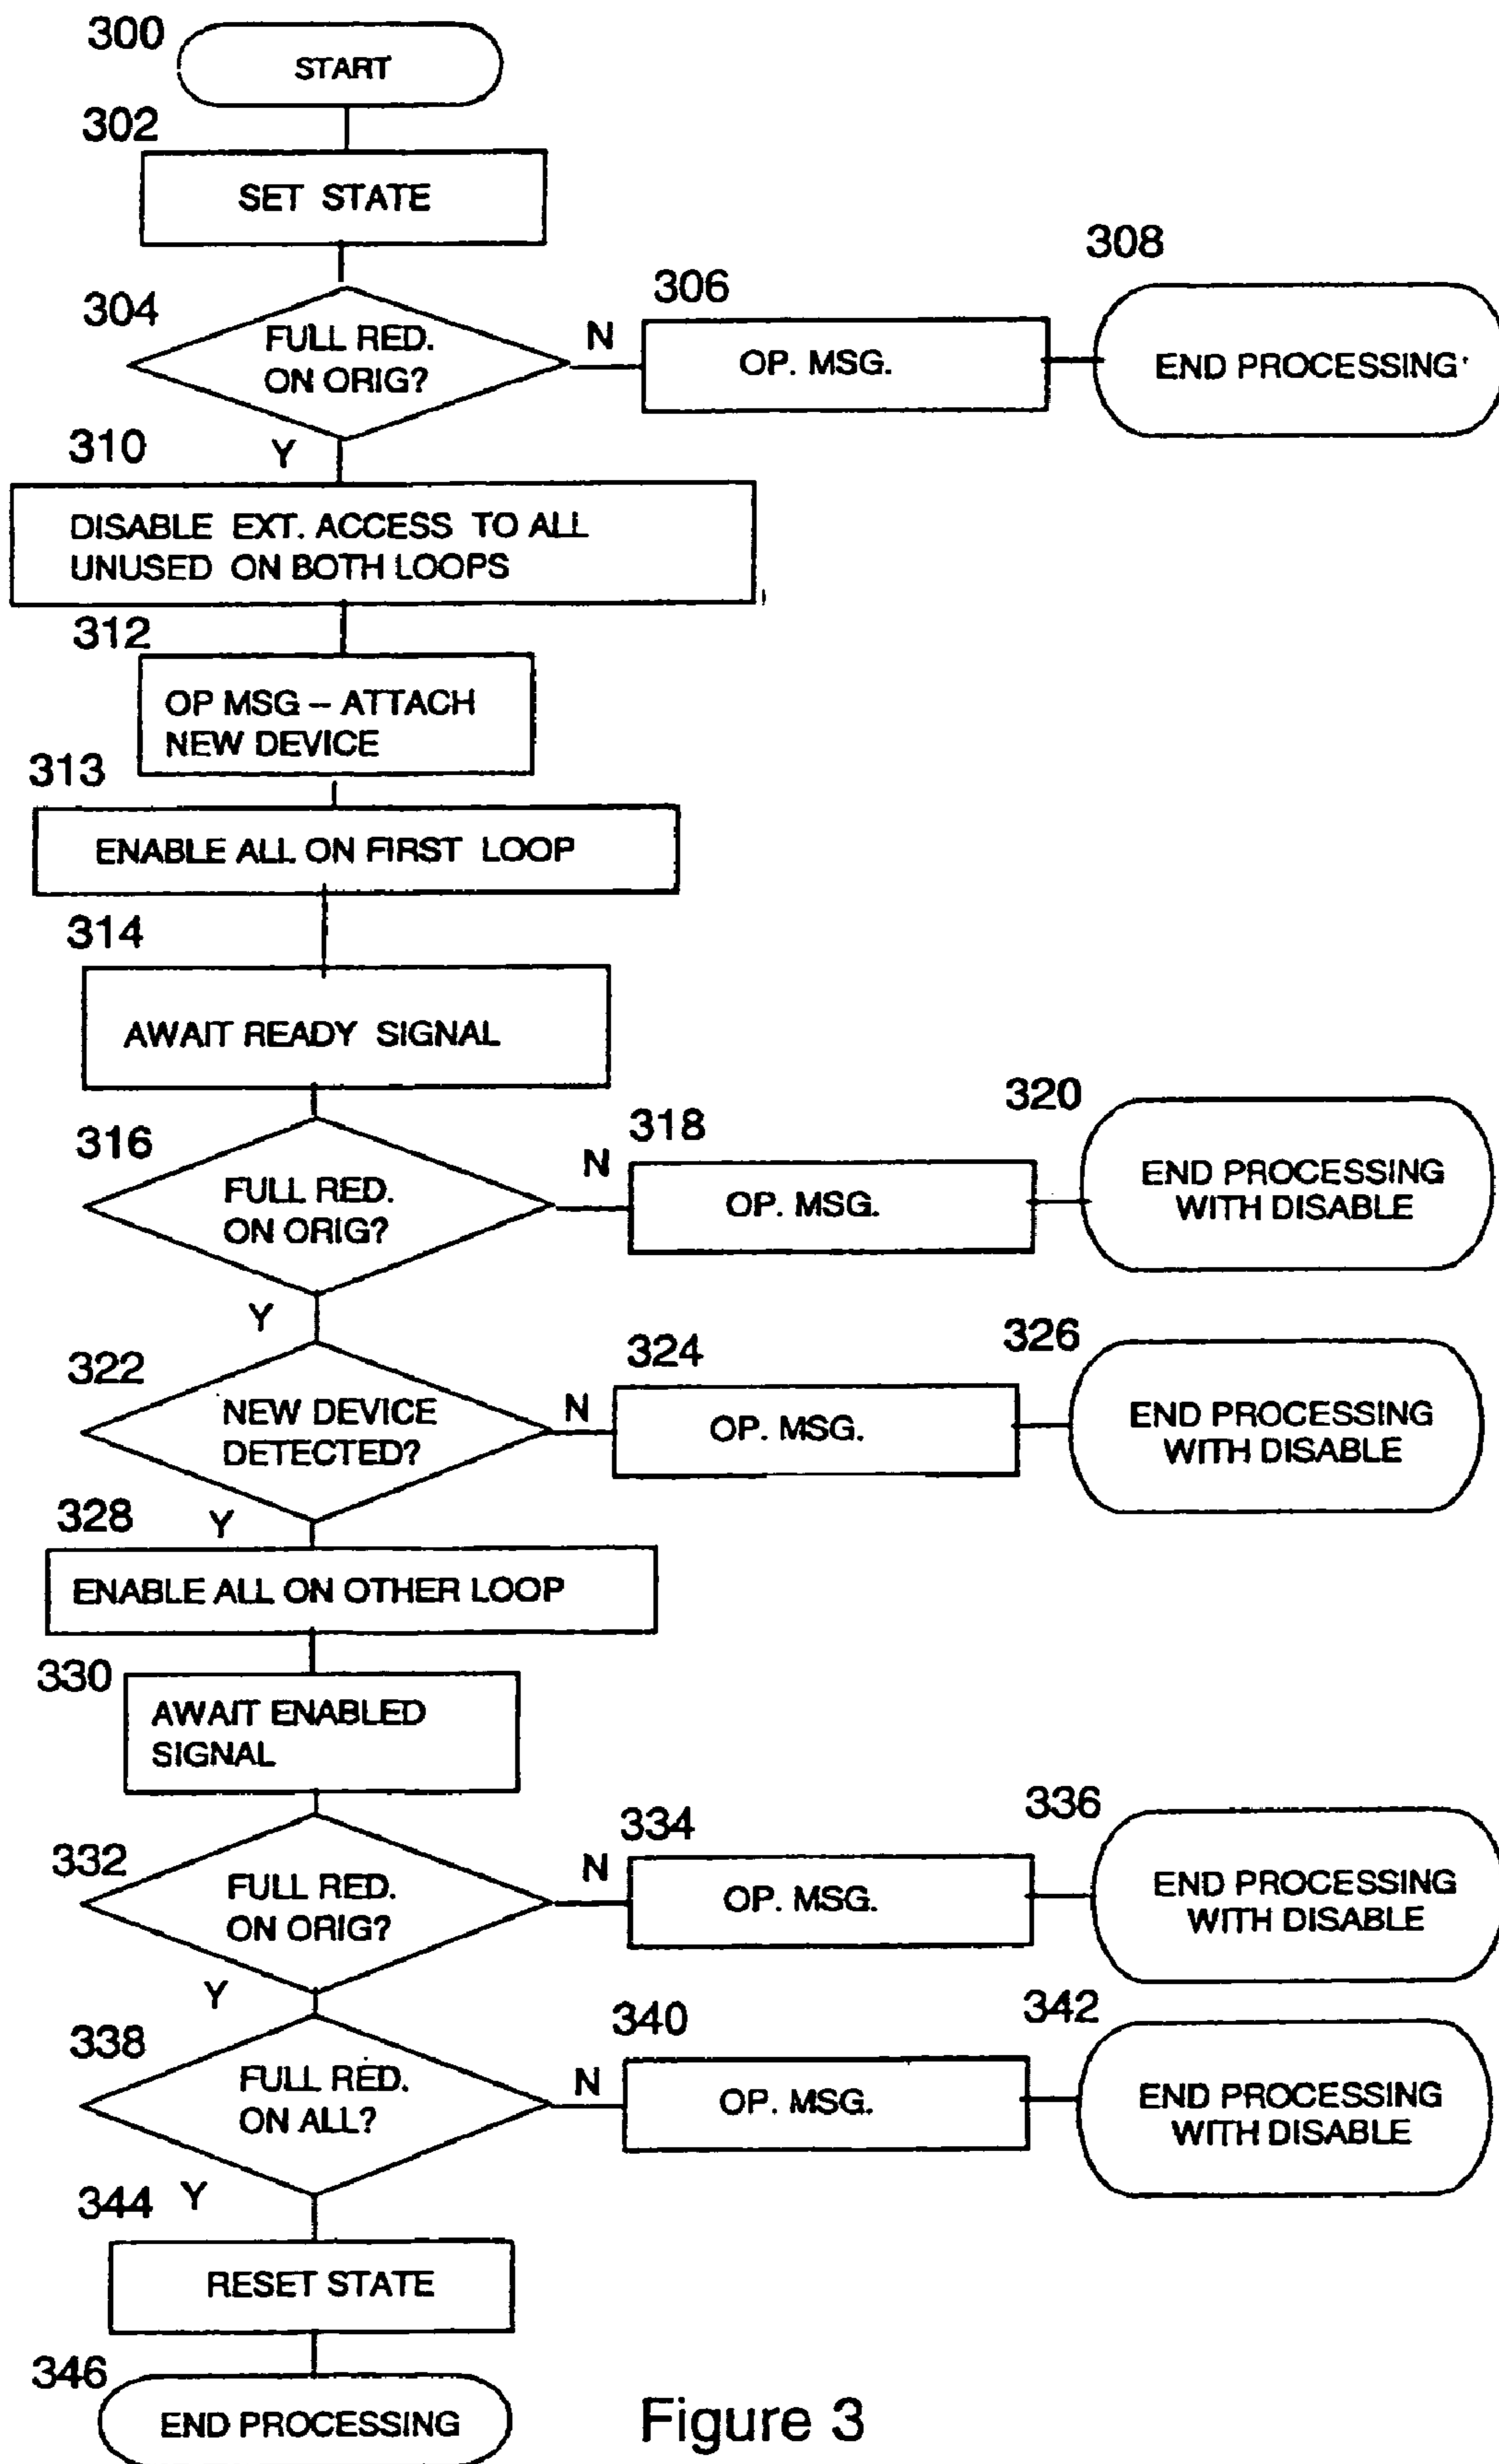 300
START
302
SET STATE
304
FULL RED.
ON ORIG?
N
306
OP. MSG.
308
END PROCESSING
310
Y
DISABLE EXT. ACCESS TO ALL
UNUSED ON BOTH LOOPS
312
OP MSG – ATTACH
NEW DEVICE
313
ENABLE ALL ON FIRST LOOP
314
AWAIT READY SIGNAL
316
FULL RED.
ON ORIG?
N
318
OP. MSG.
320
END PROCESSING
WITH DISABLE
Y
322
NEW DEVICE
DETECTED?
N
324
OP. MSG.
326
END PROCESSING
WITH DISABLE
328
Y
ENABLE ALL ON OTHER LOOP
330
AWAIT ENABLED
SIGNAL
332
FULL RED.
ON ORIG?
N
334
OP. MSG.
336
END PROCESSING
WITH DISABLE
Y
338
FULL RED.
ON ALL?
N
340
OP. MSG.
342
END PROCESSING
WITH DISABLE
344
Y
RESET STATE
346
END PROCESSING
Figure 3